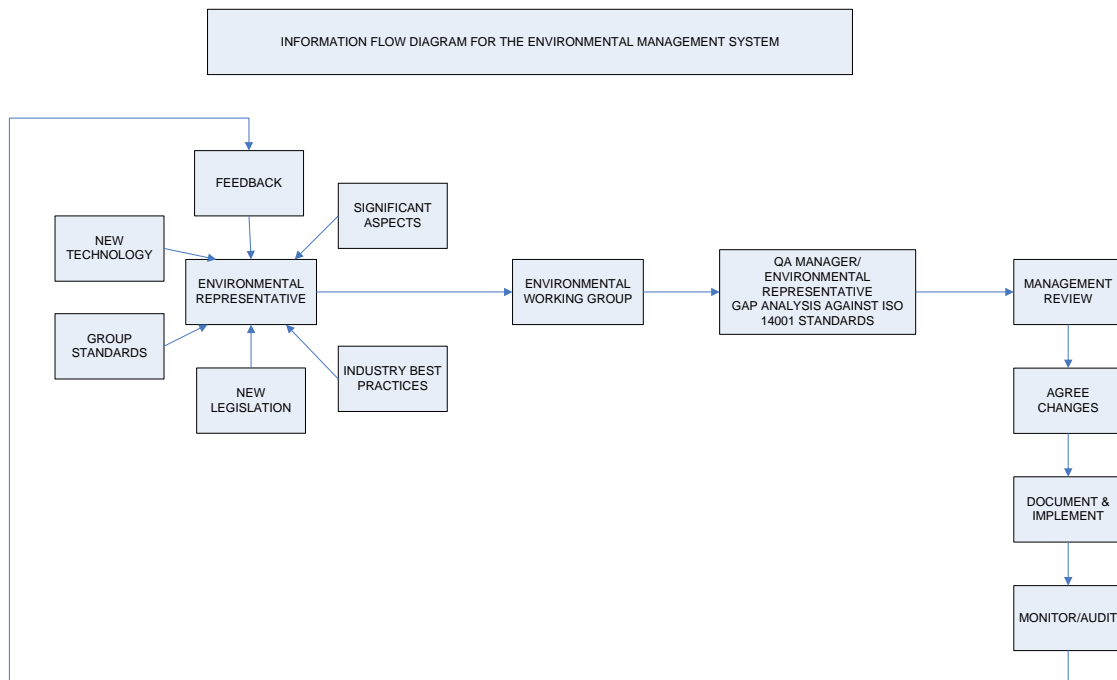 INFORMATION FLOW DIAGRAM FOR THE ENVIRONMENTAL MANAGEMENT SYSTEM
FEEDBACK
SIGNIFICANT
ASPECTS
NEW
TECHNOLOGY
ENVIRONMENTAL
REPRESENTATIVE
ENVIRONMENTAL
WORKING GROUP
QA MANAGER/
ENVIRONMENTAL
REPRESENTATIVE
GAP ANALYSIS AGAINST ISO
14001 STANDARDS
MANAGEMENT
REVIEW
GROUP
STANDARDS
NEW
LEGISLATION
INDUSTRY BEST
PRACTICES
AGREE
CHANGES
DOCUMENT &
IMPLEMENT
MONITOR/AUDIT